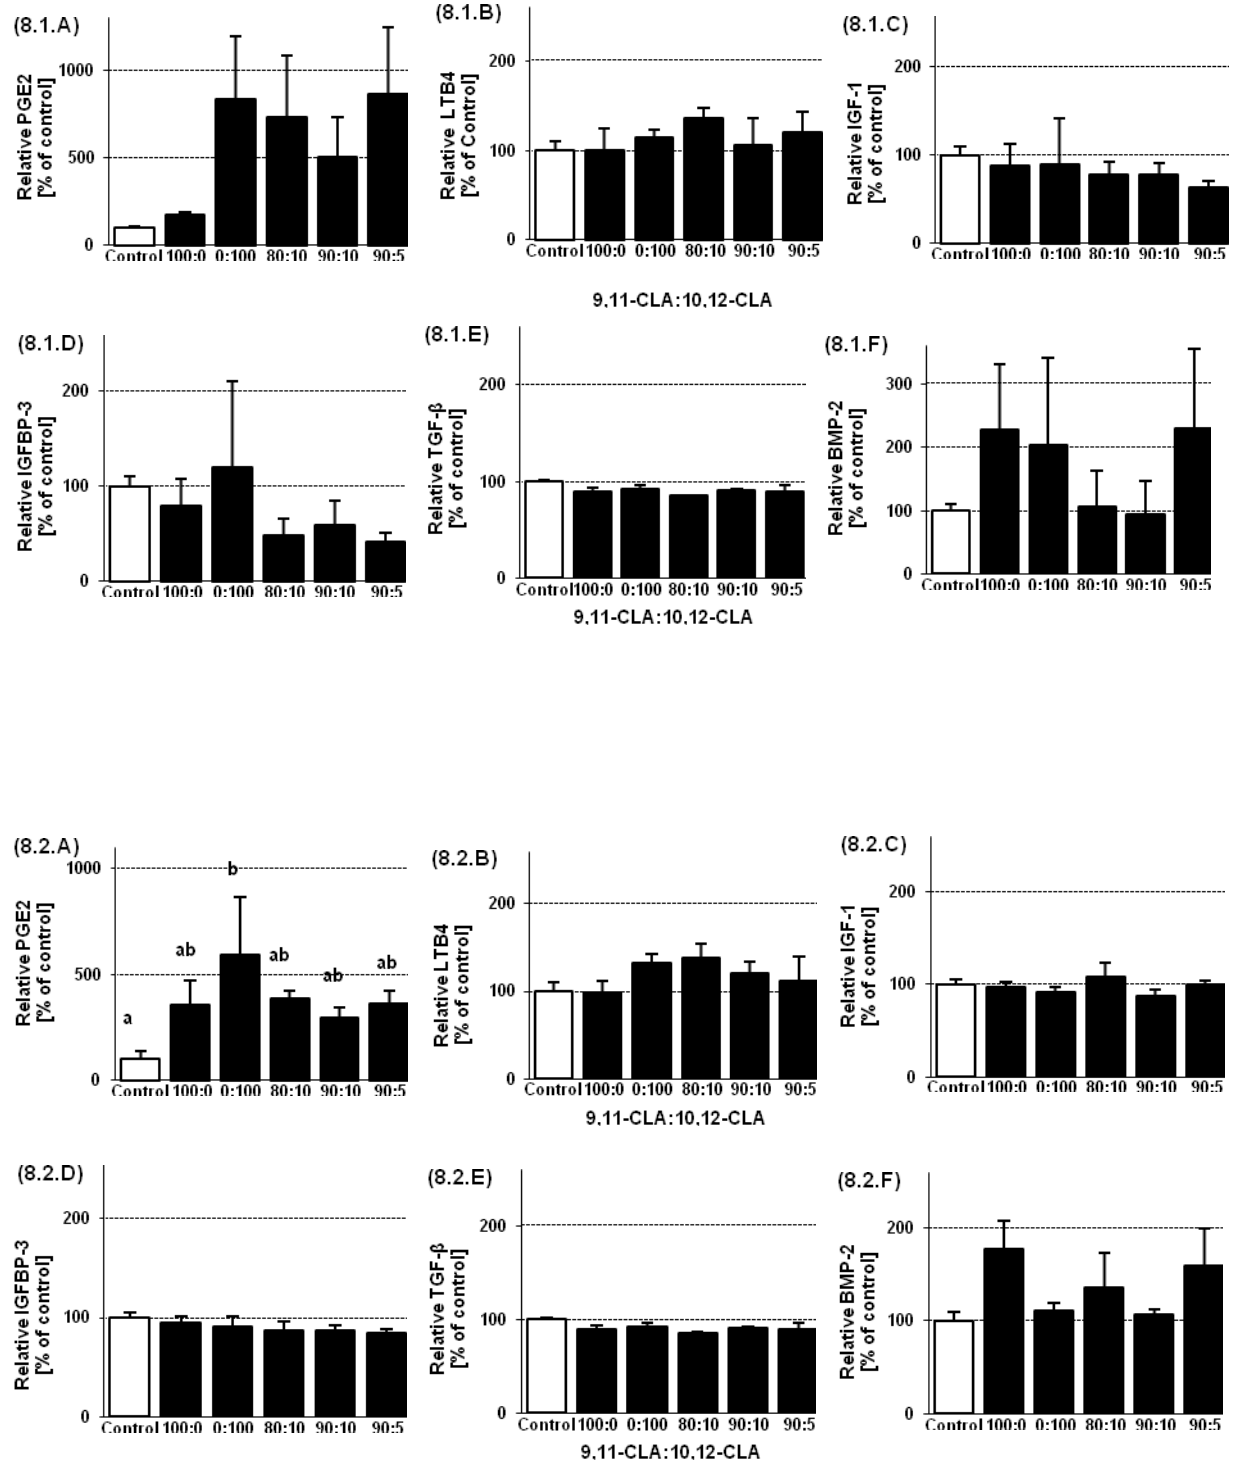 (8.1.A)
Relative PGE2
[% of control]
1000
500
0
Control 100:0 0:100 80:10 90:10 90:5
(8.1.B)
Relative LTB4
[% of Control]
200
100
0
Control 100:0 0:100 80:10 90:10 90:5
9,11-CLA:10,12-CLA
(8.1.C)
Relative IGF-1
[% of control]
200
100
0
Control 100:0 0:100 80:10 90:10 90:5
(8.1.D)
Relative IGFBP-3
[% of control]
200
100
0
Control 100:0 0:100 80:10 90:10 90:5
(8.1.E)
Relative TGF-β
[% of control]
200
100
0
Control 100:0 0:100 80:10 90:10 90:5
9,11-CLA:10,12-CLA
(8.1.F)
Relative BMP-2
[% of control]
300
200
100
0
Control 100:0 0:100 80:10 90:10 90:5
(8.2.A)
Relative PGE2
[% of control]
1000
500
0
a ab b ab ab ab
Control 100:0 0:100 80:10 90:10 90:5
(8.2.B)
Relative LTB4
[% of control]
200
100
0
Control 100:0 0:100 80:10 90:10 90:5
9,11-CLA:10,12-CLA
(8.2.C)
Relative IGF-1
[% of control]
200
100
0
Control 100:0 0:100 80:10 90:10 90:5
(8.2.D)
Relative IGFBP-3
[% of control]
200
100
0
Control 100:0 0:100 80:10 90:10 90:5
(8.2.E)
Relative TGF-β
[% of control]
200
100
0
Control 100:0 0:100 80:10 90:10 90:5
9,11-CLA:10,12-CLA
(8.2.F)
Relative BMP-2
[% of control]
200
100
0
Control 100:0 0:100 80:10 90:10 90:5